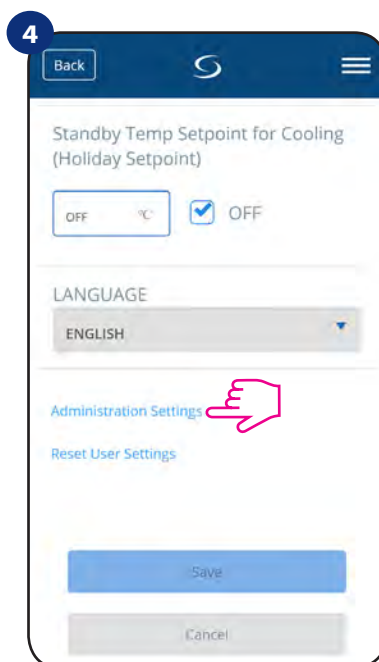 4
Back
Standby Temp Setpoint for Cooling
(Holiday Setpoint)
OFF °C OFF
LANGUAGE
ENGLISH
Administration Settings
Reset User Settings
Save
Cancel